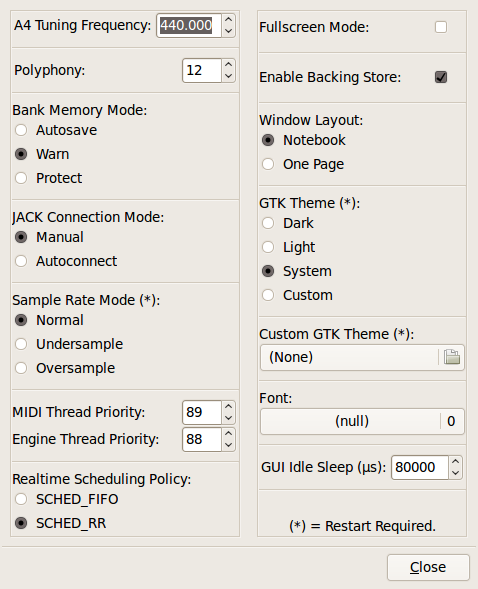 A4 Tuning Frequency: 440.000
Polyphony: 12
Bank Memory Mode:
Autosave
Warn
Protect
JACK Connection Mode:
Manual
Autoconnect
Sample Rate Mode (*):
Normal
Undersample
Oversample
MIDI Thread Priority: 89
Engine Thread Priority: 88
Realtime Scheduling Policy:
SCHED_FIFO
SCHED_RR
Fullscreen Mode:
Enable Backing Store:
Window Layout:
Notebook
One Page
GTK Theme (*):
Dark
Light
System
Custom
Custom GTK Theme (*):
(None)
Font:
(null) 0
GUI Idle Sleep (µs): 80000
(*) = Restart Required.
Close